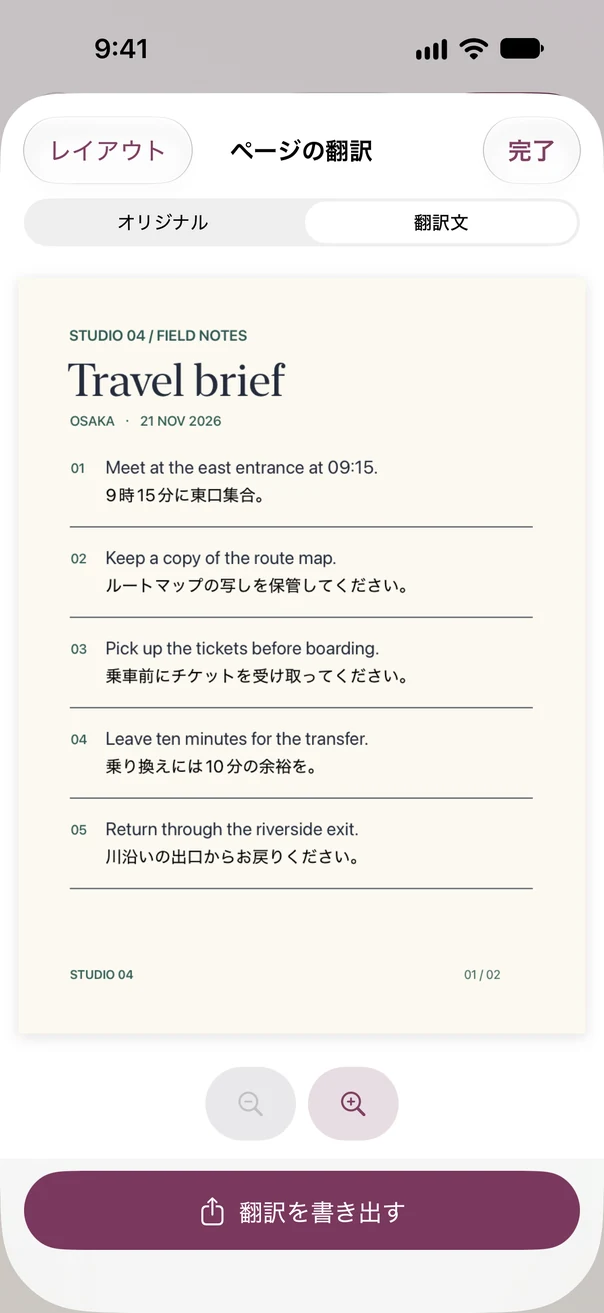 9:41
レイアウト
ページの翻訳
完了
オリジナル
翻訳文
STUDIO 04 / FIELD NOTES
Travel brief
OSAKA · 21 NOV 2026
01 Meet at the east entrance at 09:15.
9時15分に東口集合。
02 Keep a copy of the route map.
ルートマップの写しを保管してください。
03 Pick up the tickets before boarding.
乗車前にチケットを受け取ってください。
04 Leave ten minutes for the transfer.
乗り換えには10分の余裕を。
05 Return through the riverside exit.
川沿いの出口からお戻りください。
STUDIO 04
01 / 02
翻訳を書き出す